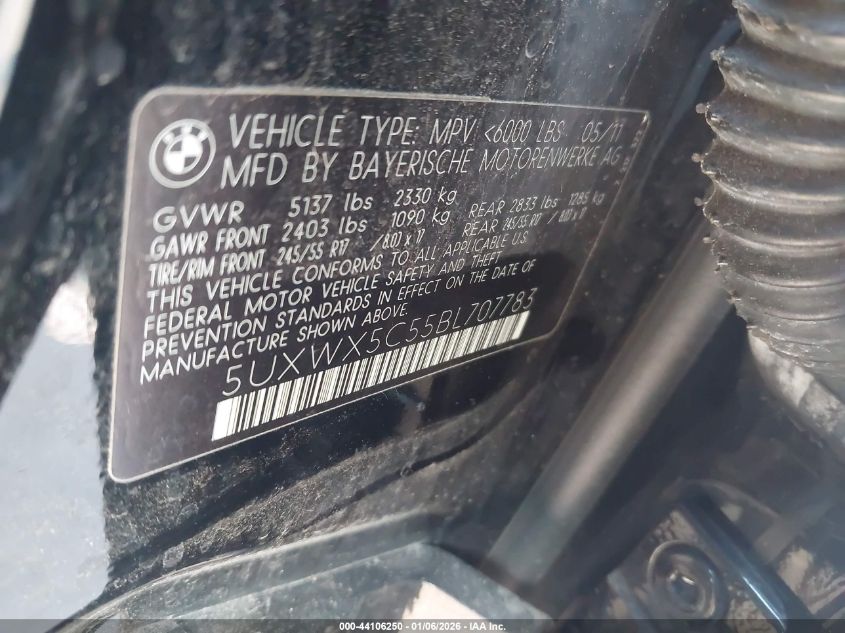 BMW
VEHICLE TYPE: MPV <6000 LBS 05/11
MFD BY BAYERISCHE MOTORENWERKE AG
GVWR 5137 lbs 2330 kg
GAWR FRONT 2403 lbs 1090 kg REAR 2833 lbs 1285 kg
TIRE/RIM FRONT 245/55 R17 /8.0J x 17 REAR 245/55 R17 / 8.0J x 17
THIS VEHICLE CONFORMS TO ALL APPLICABLE U.S.
FEDERAL MOTOR VEHICLE SAFETY AND THEFT
PREVENTION STANDARDS IN EFFECT ON THE DATE OF
MANUFACTURE SHOWN ABOVE.
5UXWX5C55BL707783
000-44106250 - 01/06/2026 - IAA Inc.